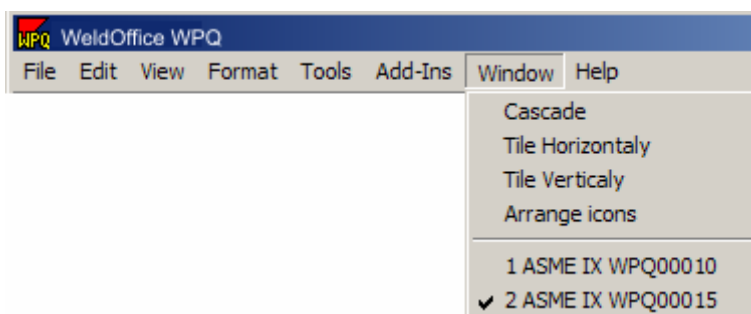 WPQ WeldOffice WPQ
File Edit View Format Tools Add-Ins Window Help
Cascade
Tile Horizontaly
Tile Verticaly
Arrange icons
1 ASME IX WPQ00010
2 ASME IX WPQ00015